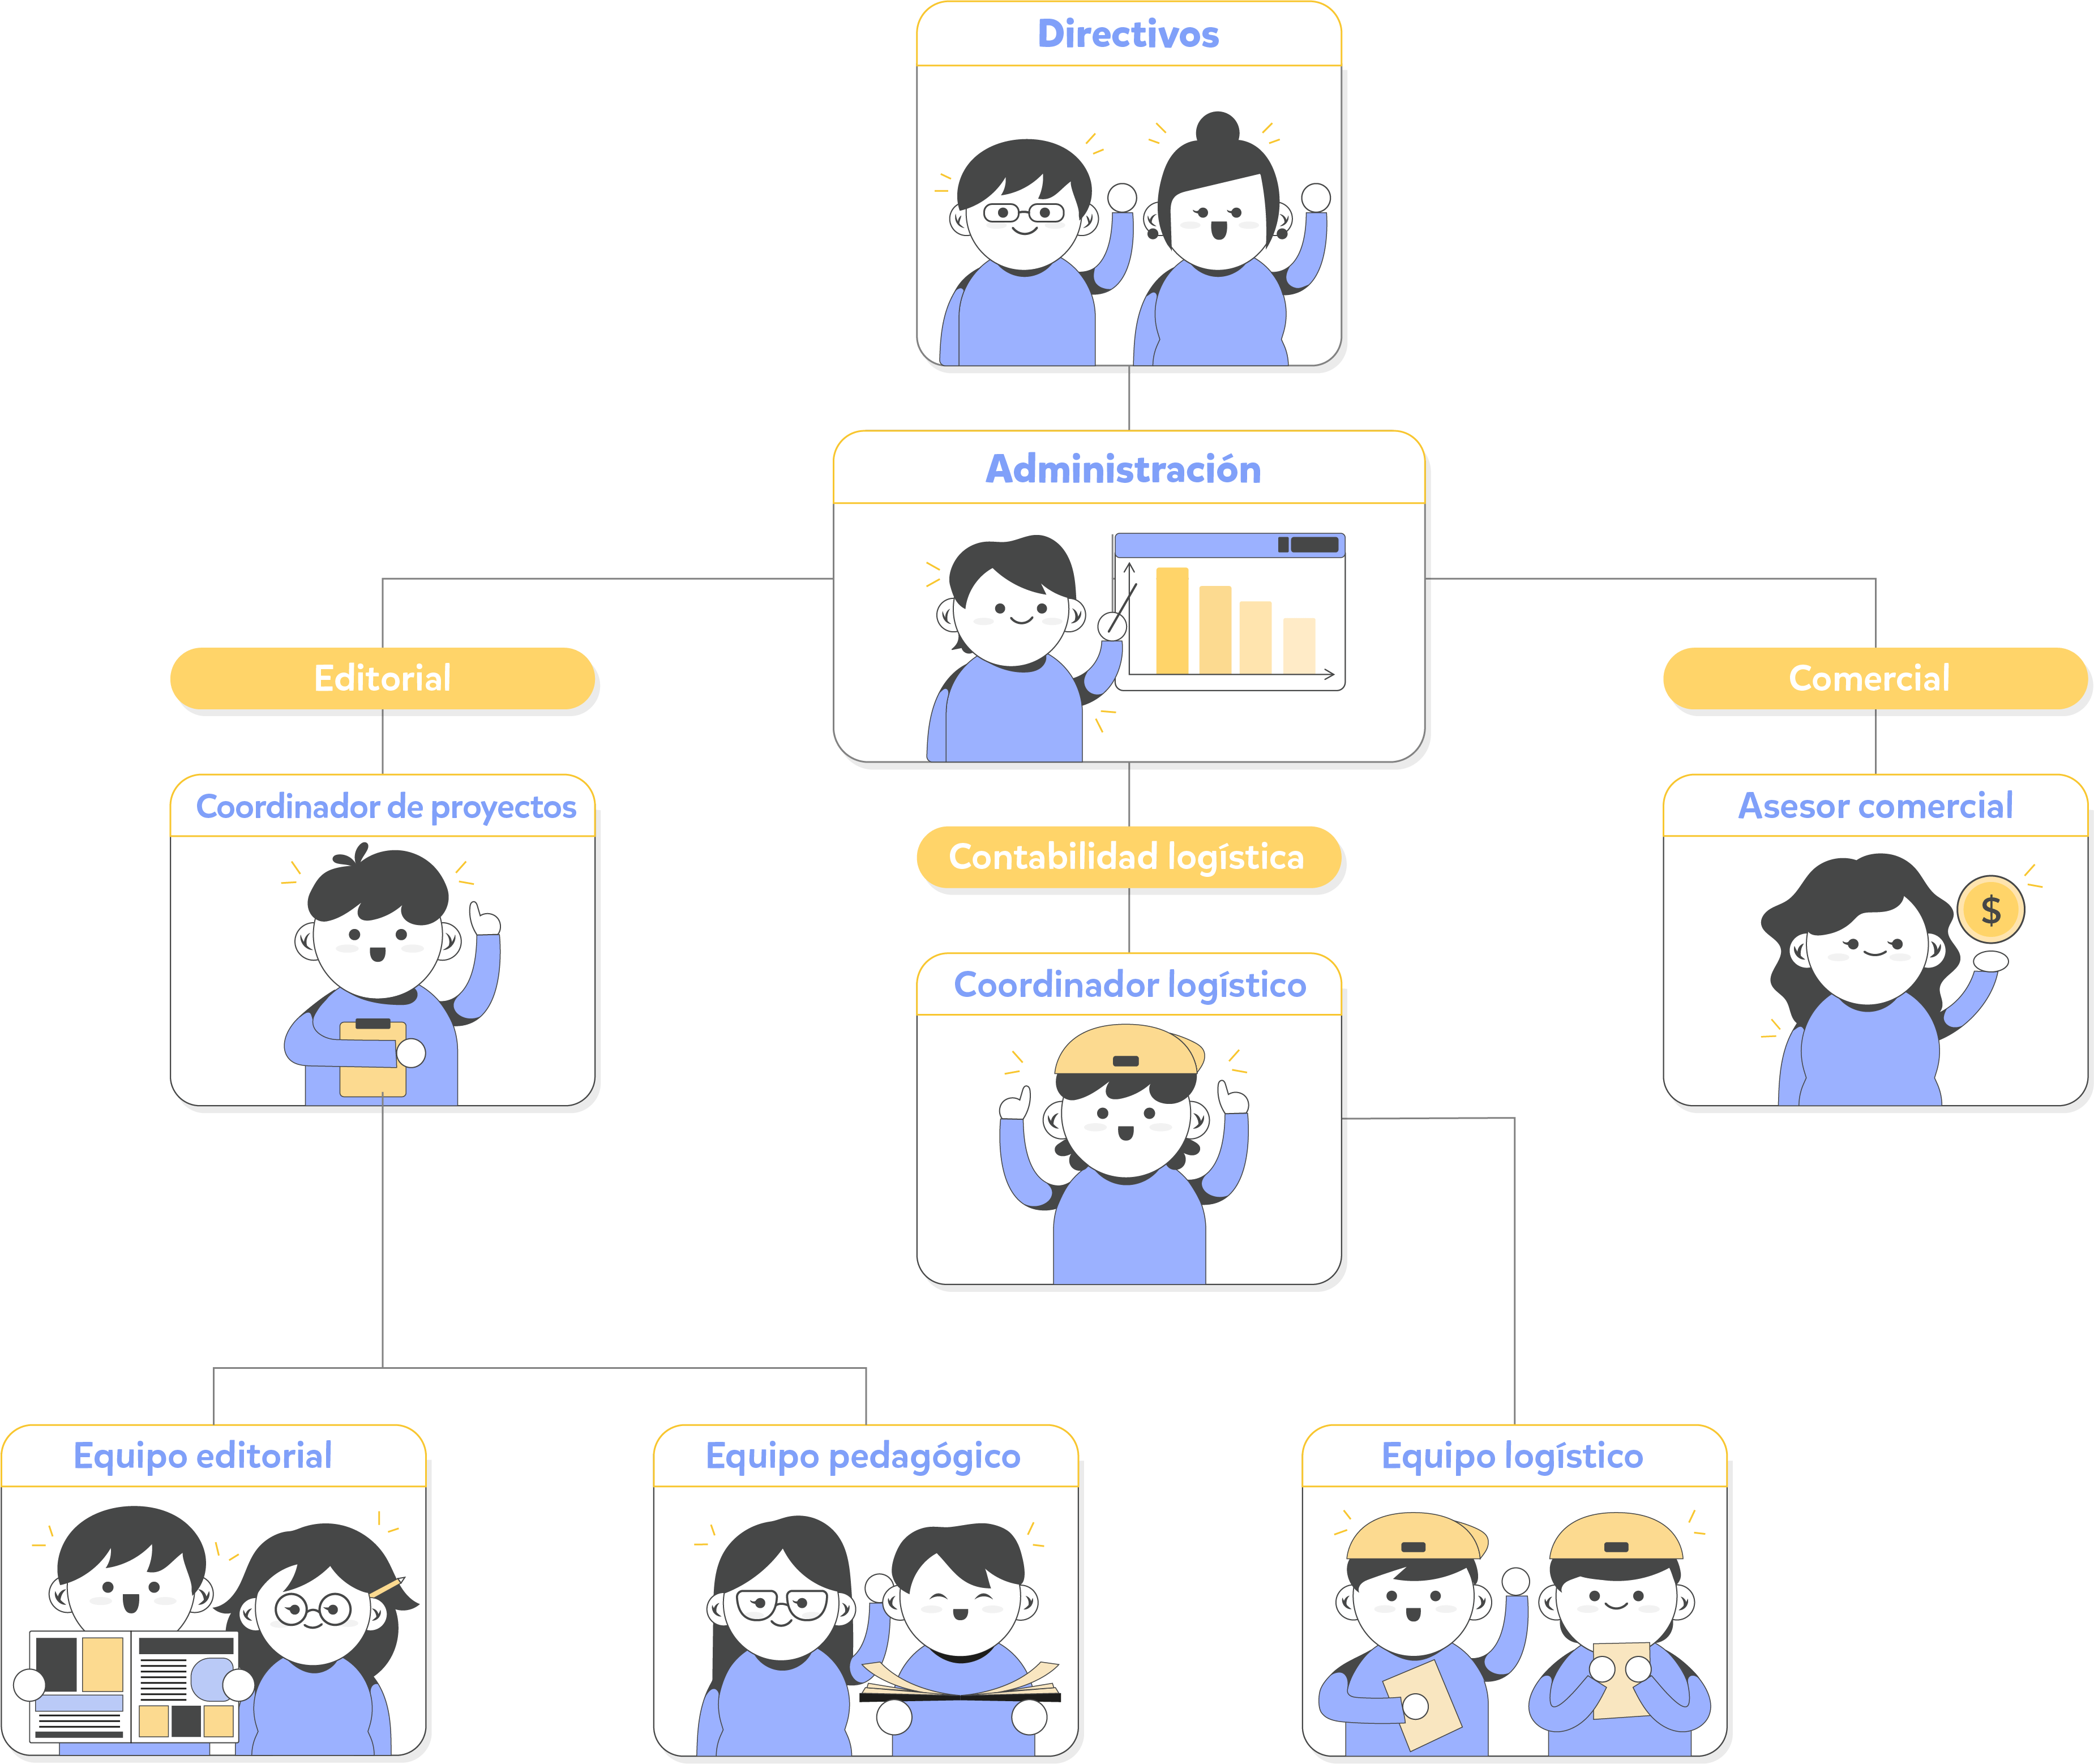 Directivos
Administración
Editorial
Comercial
Coordinador de proyectos
Asesor comercial
Contabilidad logística
Coordinador logístico
$
Equipo editorial
Equipo pedagógico
Equipo logístico